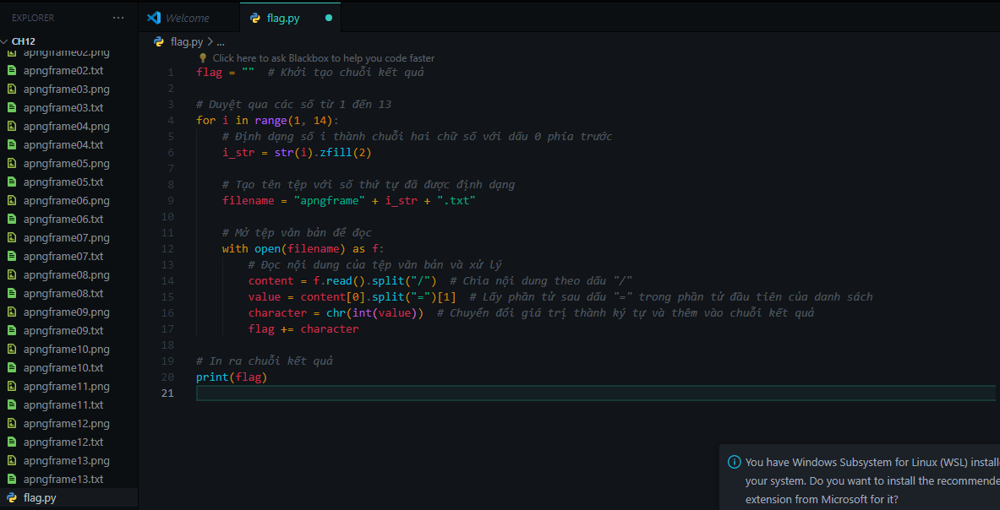 EXPLORER ...
CH12
apngframe02.png
apngframe02.txt
apngframe03.png
apngframe03.txt
apngframe04.png
apngframe04.txt
apngframe05.png
apngframe05.txt
apngframe06.png
apngframe06.txt
apngframe07.png
apngframe07.txt
apngframe08.png
apngframe08.txt
apngframe09.png
apngframe09.txt
apngframe10.png
apngframe10.txt
apngframe11.png
apngframe11.txt
apngframe12.png
apngframe12.txt
apngframe13.png
apngframe13.txt
flag.py
Welcome flag.py
flag.py > ...
Click here to ask Blackbox to help you code faster
1 flag = ""  # Khởi tạo chuỗi kết quả
2
3 # Duyệt qua các số từ 1 đến 13
4 for i in range(1, 14):
5     # Định dạng số i thành chuỗi hai chữ số với dấu 0 phía trước
6     i_str = str(i).zfill(2)
7
8     # Tạo tên tệp với số thứ tự đã được định dạng
9     filename = "apngframe" + i_str + ".txt"
10
11     # Mở tệp văn bản để đọc
12     with open(filename) as f:
13         # Đọc nội dung của tệp văn bản và xử lý
14         content = f.read().split("/")  # Chia nội dung theo dấu "/"
15         value = content[0].split("=")[1]  # Lấy phần tử sau dấu "=" trong phần tử đầu tiên của danh sách
16         character = chr(int(value))  # Chuyển đổi giá trị thành ký tự và thêm vào chuỗi kết quả
17         flag += character
18
19 # In ra chuỗi kết quả
20 print(flag)
21
You have Windows Subsystem for Linux (WSL) install
your system. Do you want to install the recommende
extension from Microsoft for it?